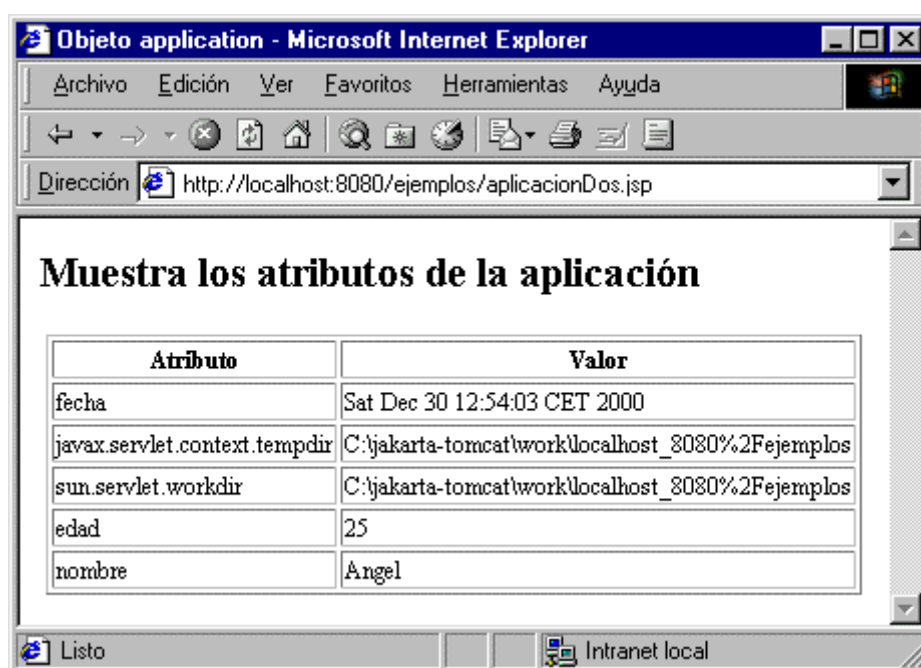 Objeto application - Microsoft Internet Explorer
Archivo Edición Ver Favoritos Herramientas Ayuda
Dirección http://localhost:8080/ejemplos/aplicacionDos.jsp
Muestra los atributos de la aplicación
Atributo Valor
fecha Sat Dec 30 12:54:03 CET 2000
javax.servlet.context.tempdir C:\jakarta-tomcat\work\localhost_8080%2Fejemplos
sun.servlet.workdir C:\jakarta-tomcat\work\localhost_8080%2Fejemplos
edad 25
nombre Angel
Listo Intranet local